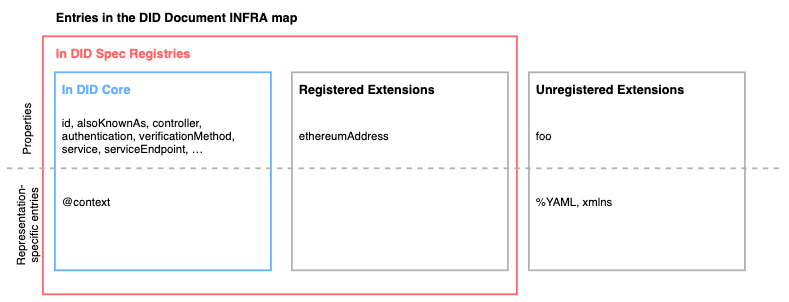 Entries in the DID Document INFRA map
In DID Spec Registries
In DID Core
Registered Extensions
Unregistered Extensions
Properties
id, alsoKnownAs, controller,
authentication, verificationMethod,
service, serviceEndpoint, …
ethereumAddress
foo
Representation-
specific entries
@context
%YAML, xmlns